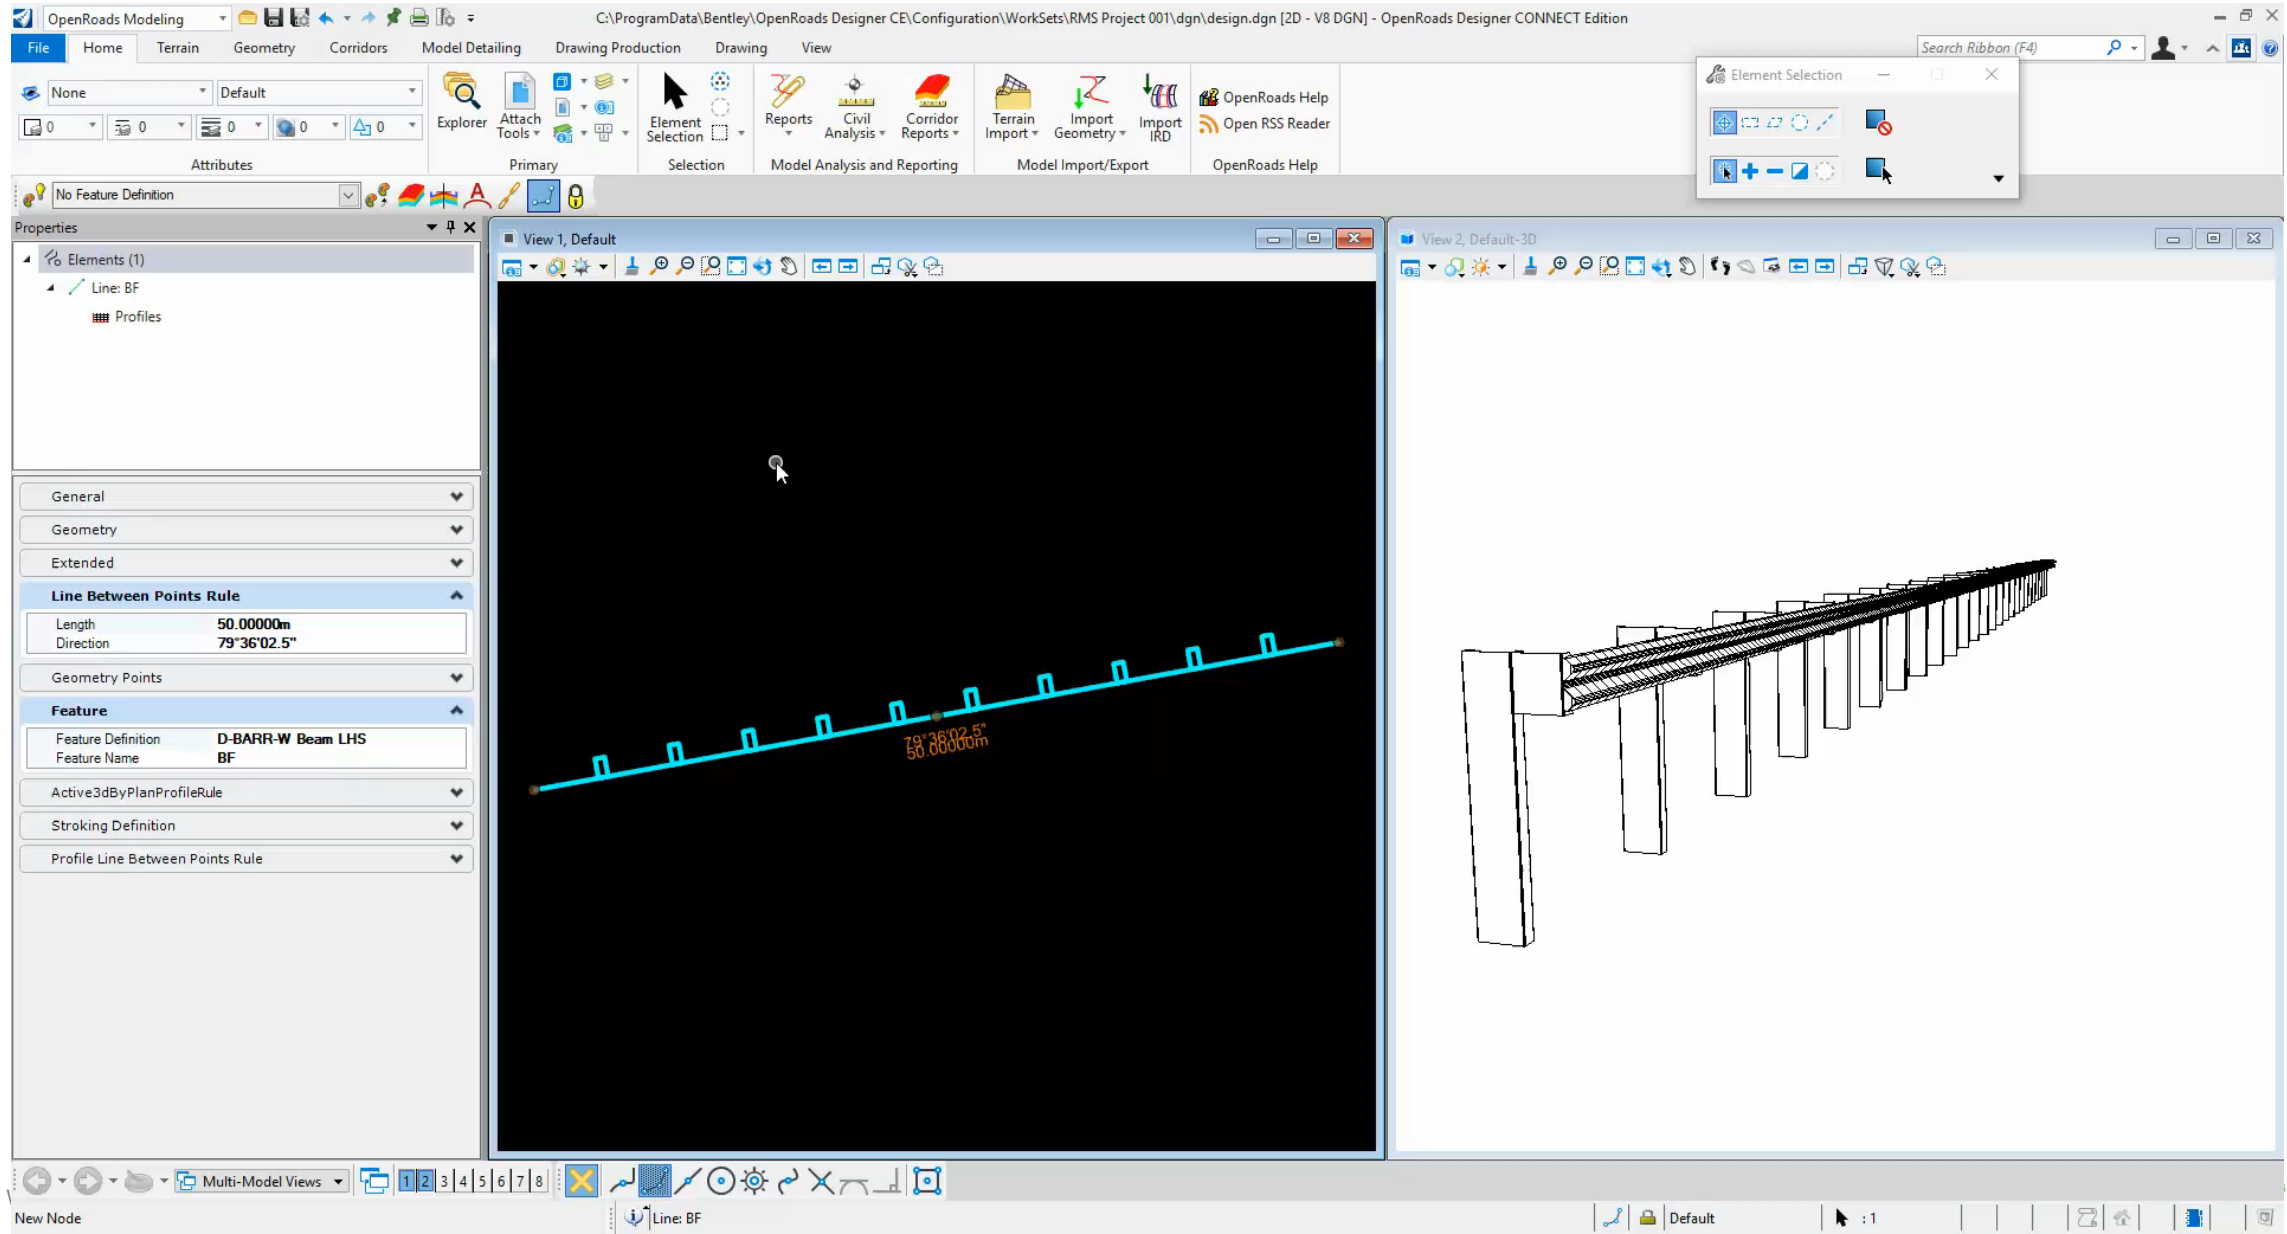 OpenRoads Modeling
C:\ProgramData\Bentley\OpenRoads Designer CE\Configuration\WorkSets\RMS Project 001\dgn\design.dgn [2D - V8 DGN] - OpenRoads Designer CONNECT Edition
File Home Terrain Geometry Corridors Model Detailing Drawing Production Drawing View
Search Ribbon (F4)
None Default
0 0 0 0 0
Attributes
Explorer
Attach Tools
Primary
Element Selection
Selection
Reports
Civil Analysis
Corridor Reports
Model Analysis and Reporting
Terrain Import
Import Geometry
Import IRD
Model Import/Export
OpenRoads Help
Open RSS Reader
OpenRoads Help
Element Selection
No Feature Definition
Properties
Elements (1)
Line: BF
Profiles
General
Geometry
Extended
Line Between Points Rule
Length 50.00000m
Direction 79°36'02.5"
Geometry Points
Feature
Feature Definition D-BARR-W Beam LHS
Feature Name BF
Active3dByPlanProfileRule
Stroking Definition
Profile Line Between Points Rule
View 1, Default
79°36'02.5"
50.00000m
View 2, Default-3D
Multi-Model Views
1 2 3 4 5 6 7 8
New Node
Line: BF
Default
: 1